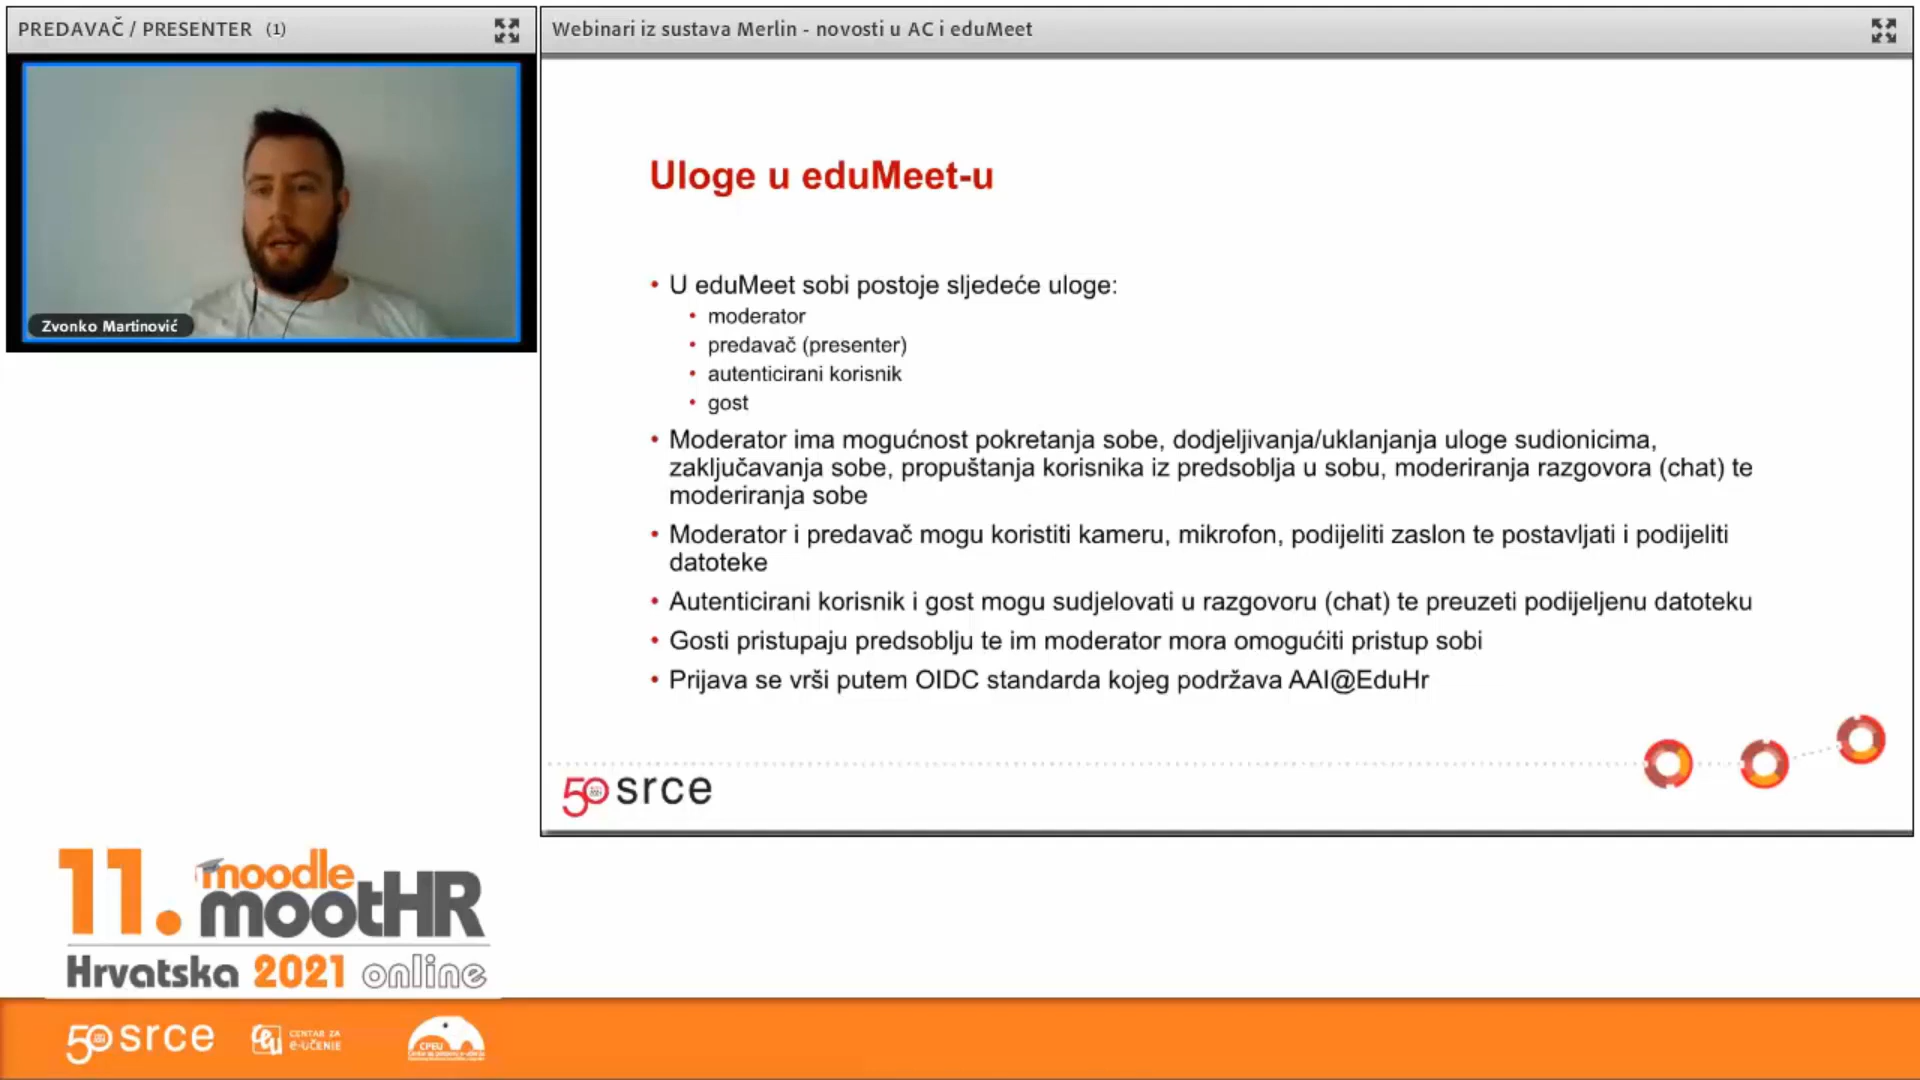 PREDAVAČ / PRESENTER (1)
Zvonko Martinović
Webinari iz sustava Merlin - novosti u AC i eduMeet
Uloge u eduMeet-u
• U eduMeet sobi postoje sljedeće uloge:
• moderator
• predavač (presenter)
• autenticirani korisnik
• gost
• Moderator ima mogućnost pokretanja sobe, dodjeljivanja/uklanjanja uloge sudionicima,
zaključavanja sobe, propuštanja korisnika iz predsoblja u sobu, moderiranja razgovora (chat) te
moderiranja sobe
• Moderator i predavač mogu koristiti kameru, mikrofon, podijeliti zaslon te postavljati i podijeliti
datoteke
• Autenticirani korisnik i gost mogu sudjelovati u razgovoru (chat) te preuzeti podijeljenu datoteku
• Gosti pristupaju predsoblju te im moderator mora omogućiti pristup sobi
• Prijava se vrši putem OIDC standarda kojeg podržava AAI@EduHr
50 srce
11. moodle
mootHR
Hrvatska 2021 online
50 srce
CENTAR ZA
E-UČENJE
CPEU